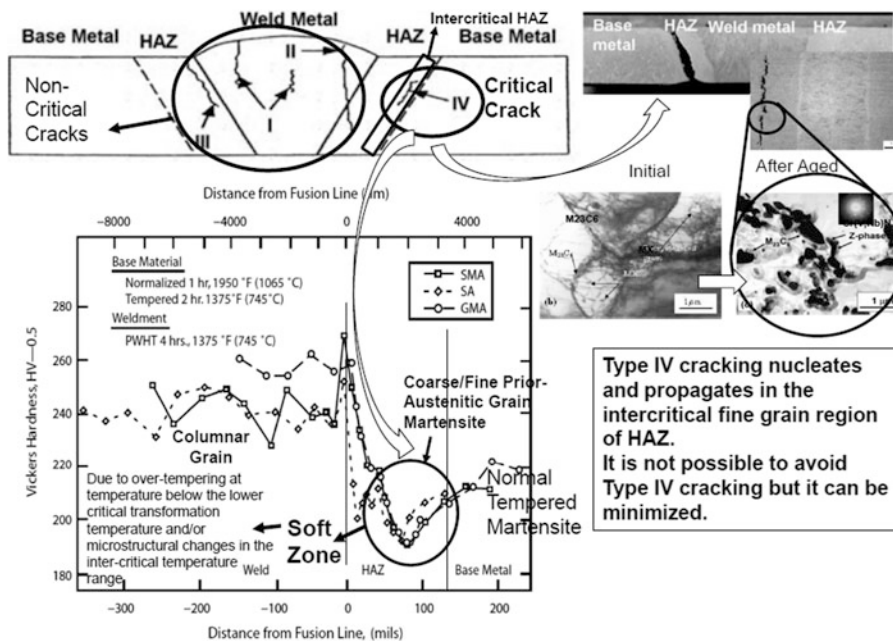 Weld Metal
Intercritical HAZ
Base Metal
HAZ
II
HAZ
Base Metal
Non-
Critical
Cracks
III
I
IV
Critical
Crack
Base
metal
HAZ
Weld metal
HAZ
Initial
After Aged
M23C6
M₂₃C₆
(b)
1μm
Z-phase
M₂₃C₆
1 μm
Distance from Fusion Line (μm)
-8000
-4000
0
4000
Base Material
Normalized 1 hr, 1950 °F (1065 °C)
Tempered 2 hr. 1375°F (745°C)
Weldment
PWHT 4 hrs., 1375 °F (745 °C)
SMA
SA
GMA
Vickers Hardness, HV—0.5
280
260
240
220
200
180
Coarse/Fine Prior-
Austenitic Grain
Martensite
Columnar
Grain
Normal
Tempered
Martensite
Due to over-tempering at
temperature below the lower
critical transformation
temperature and/or
microstructural changes in the
inter-critical temperature
range
Soft
Zone
Weld
HAZ
Base Metal
-300
-200
-100
0
100
200
Distance from Fusion Line, (mils)
Type IV cracking nucleates
and propagates in the
intercritical fine grain region
of HAZ.
It is not possible to avoid
Type IV cracking but it can be
minimized.